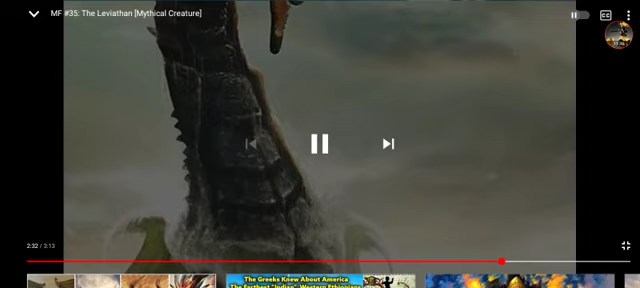 MF #35: The Leviathan [Mythical Creature]
CC
2:32 / 3:13
The Greeks Knew About America
The Farthest "Indian", Western Ethiopians